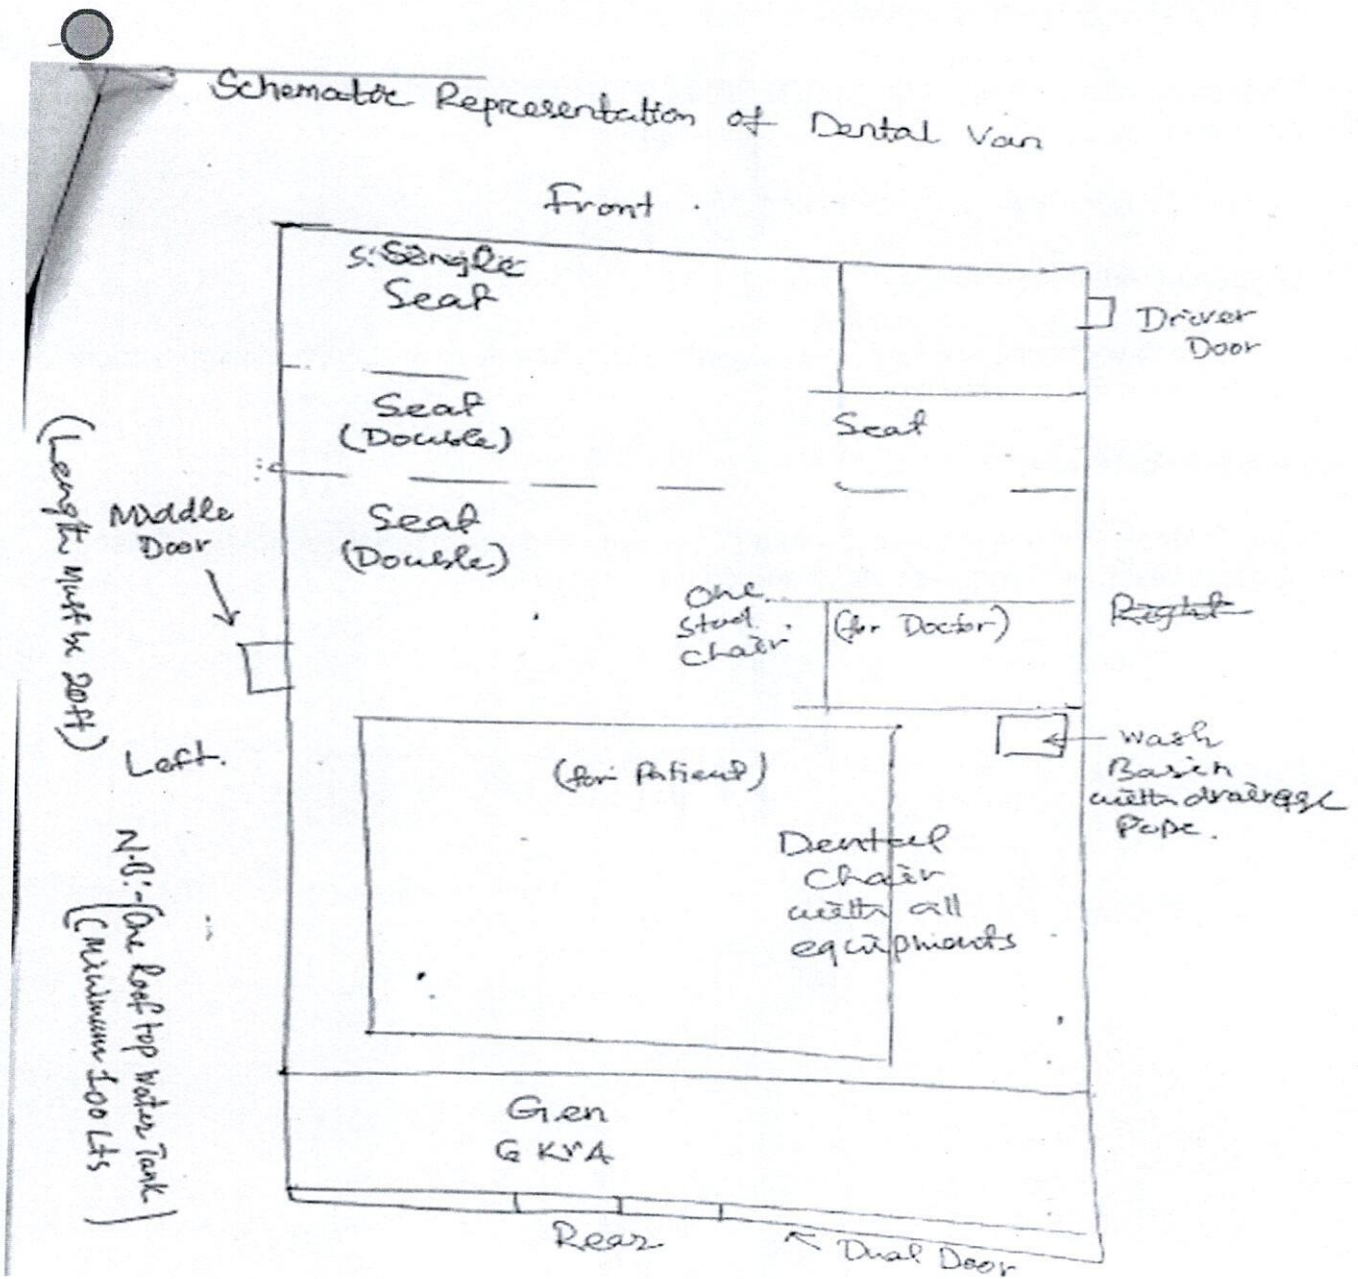 Schematic Representation of Dental Van
Front
Single
Seat
Driver
Door
Seat
(Double)
Seat
Middle
Door
Seat
(Double)
(Length Must be 20ft)
One
Stool
Chair
(for Doctor)
Right
Left.
(for Patient)
Wash
Basin
with drainage
Pipe.
Dental
Chair
with all
equipments
N.B:- (One Roof top Water Tank)
(Minimum 100 Lts)
Gen
6 KVA
Rear
Dual Door